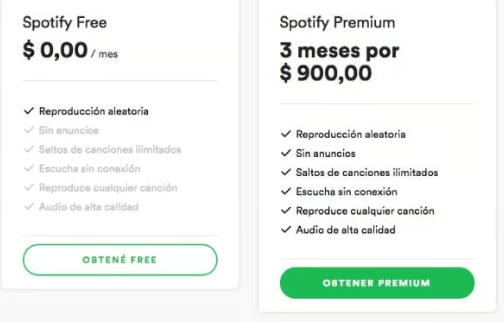 Spotify Free
$ 0,00 / mes
Reproducción aleatoria
Sin anuncios
Saltos de canciones ilimitados
Escucha sin conexión
Reproduce cualquier canción
Audio de alta calidad
OBTENÉ FREE
Spotify Premium
3 meses por
$ 900,00
Reproducción aleatoria
Sin anuncios
Saltos de canciones ilimitados
Escucha sin conexión
Reproduce cualquier canción
Audio de alta calidad
OBTENER PREMIUM